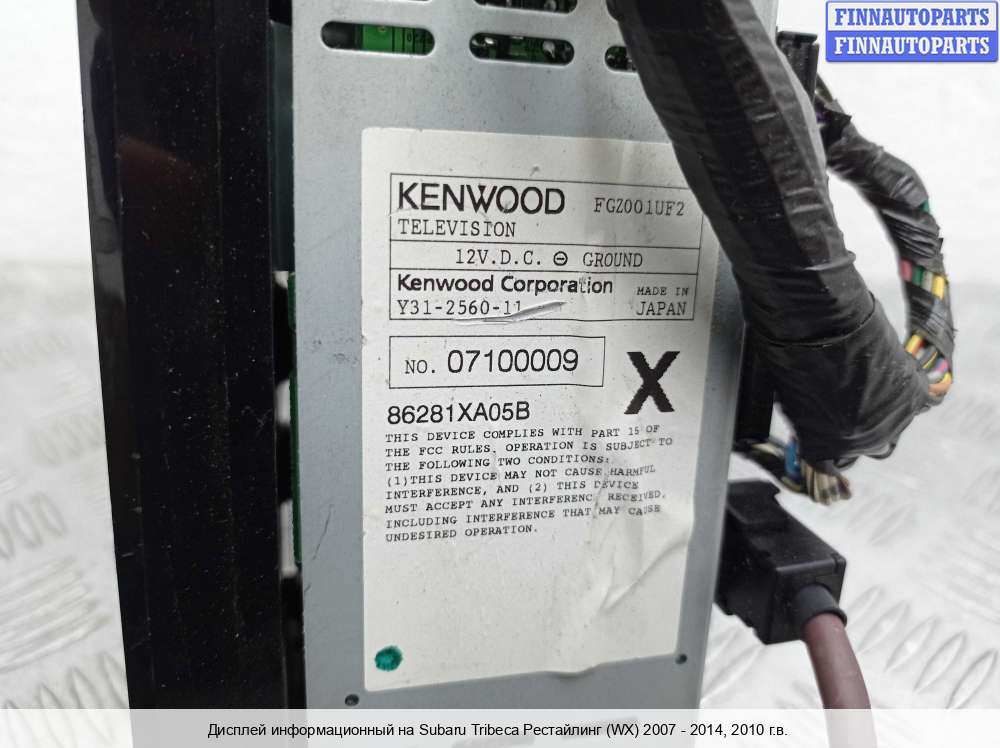 FINNAUTOPARTS
FINNAUTOPARTS
KENWOOD FGZ001UF2
TELEVISION
12V.D.C. ⊖ GROUND
Kenwood Corporation MADE IN
Y31-2560-11 JAPAN
NO. 07100009
X
86281XA05B
THIS DEVICE COMPLIES WITH PART 15 OF
THE FCC RULES. OPERATION IS SUBJECT TO
THE FOLLOWING TWO CONDITIONS:
(1)THIS DEVICE MAY NOT CAUSE HARMFUL
INTERFERENCE, AND (2) THIS DEVICE
MUST ACCEPT ANY INTERFERENC RECEIVED,
INCLUDING INTERFERENCE THAT MAY CAUSE
UNDESIRED OPERATION.
Дисплей информационный на Subaru Tribeca Рестайлинг (WX) 2007 - 2014, 2010 г.в.